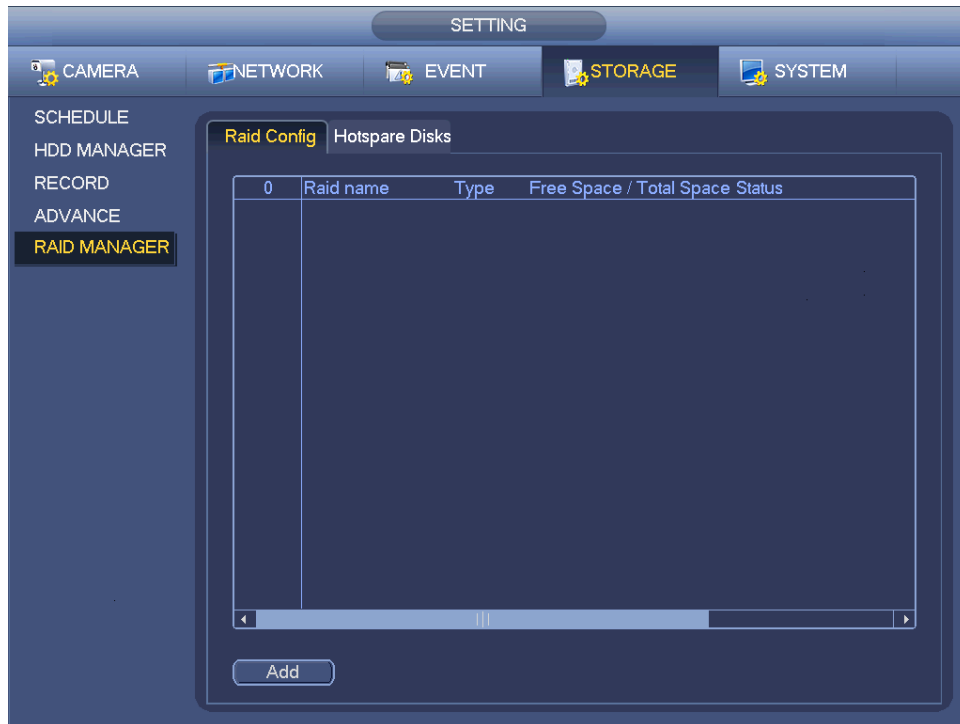 SETTING
CAMERA NETWORK EVENT STORAGE SYSTEM
SCHEDULE
HDD MANAGER
RECORD
ADVANCE
RAID MANAGER
Raid Config Hotspare Disks
0 Raid name Type Free Space / Total Space Status
Add